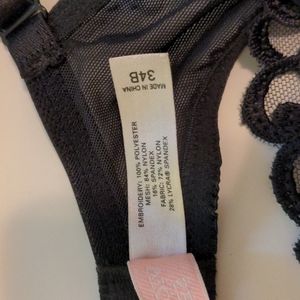 34B
MADE IN CHINA
EMBROIDERY: 100% POLYESTER
MESH: 84% NYLON
16% SPANDEX
FABRIC: 72% NYLON
28% LYCRA® SPANDEX